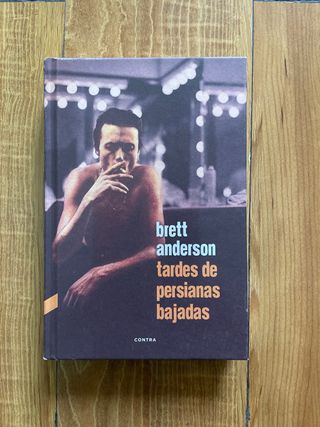 brett
anderson
tardes de
persianas
bajadas
CONTRA